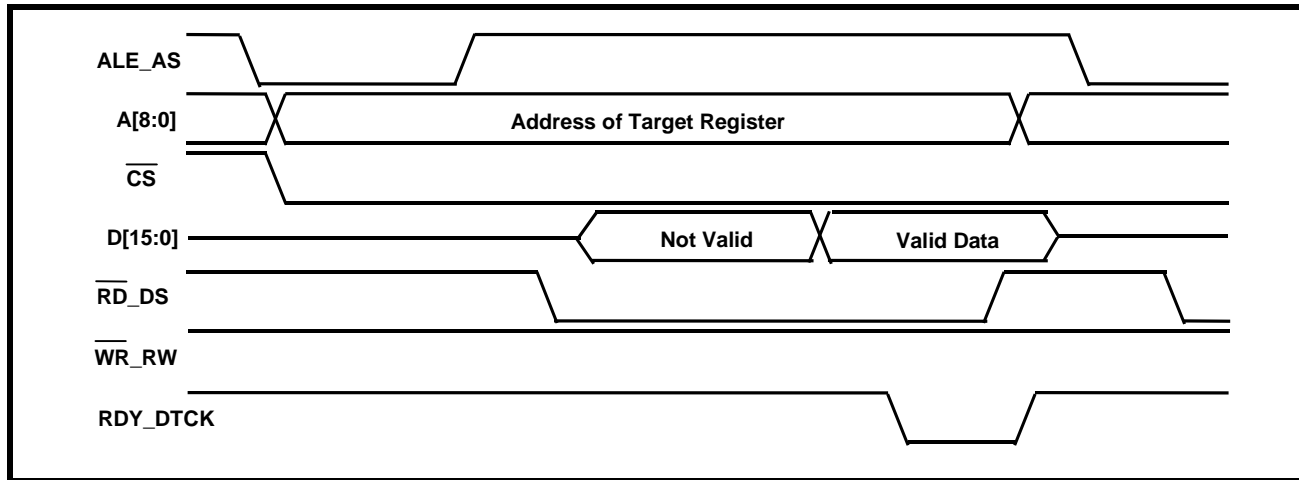 ALE_AS
A[8:0] Address of Target Register
CS
D[15:0] Not Valid Valid Data
RD_DS
WR_RW
RDY_DTCK